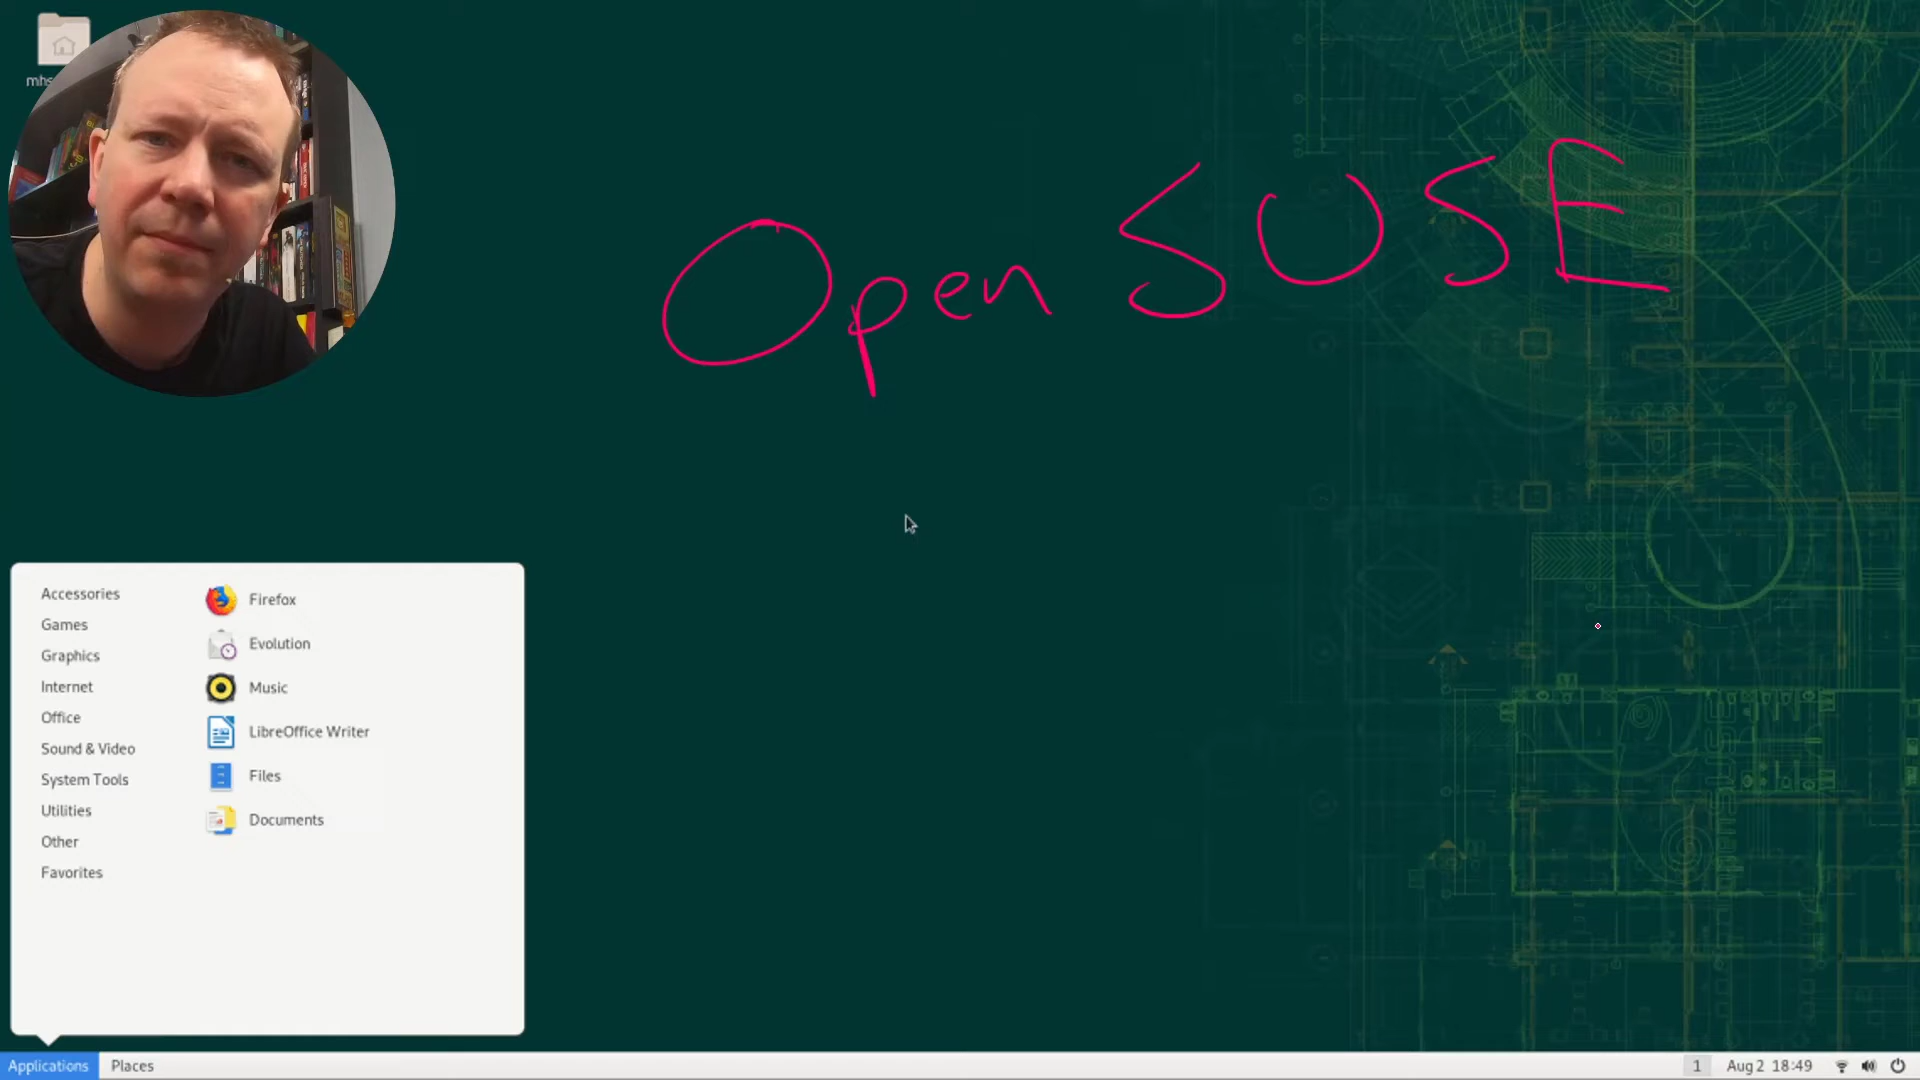 Open SUSE
Accessories
Games
Graphics
Internet
Office
Sound & Video
System Tools
Utilities
Other
Favorites
Firefox
Evolution
Music
LibreOffice Writer
Files
Documents
Applications
Places
1
Aug 2 18:49